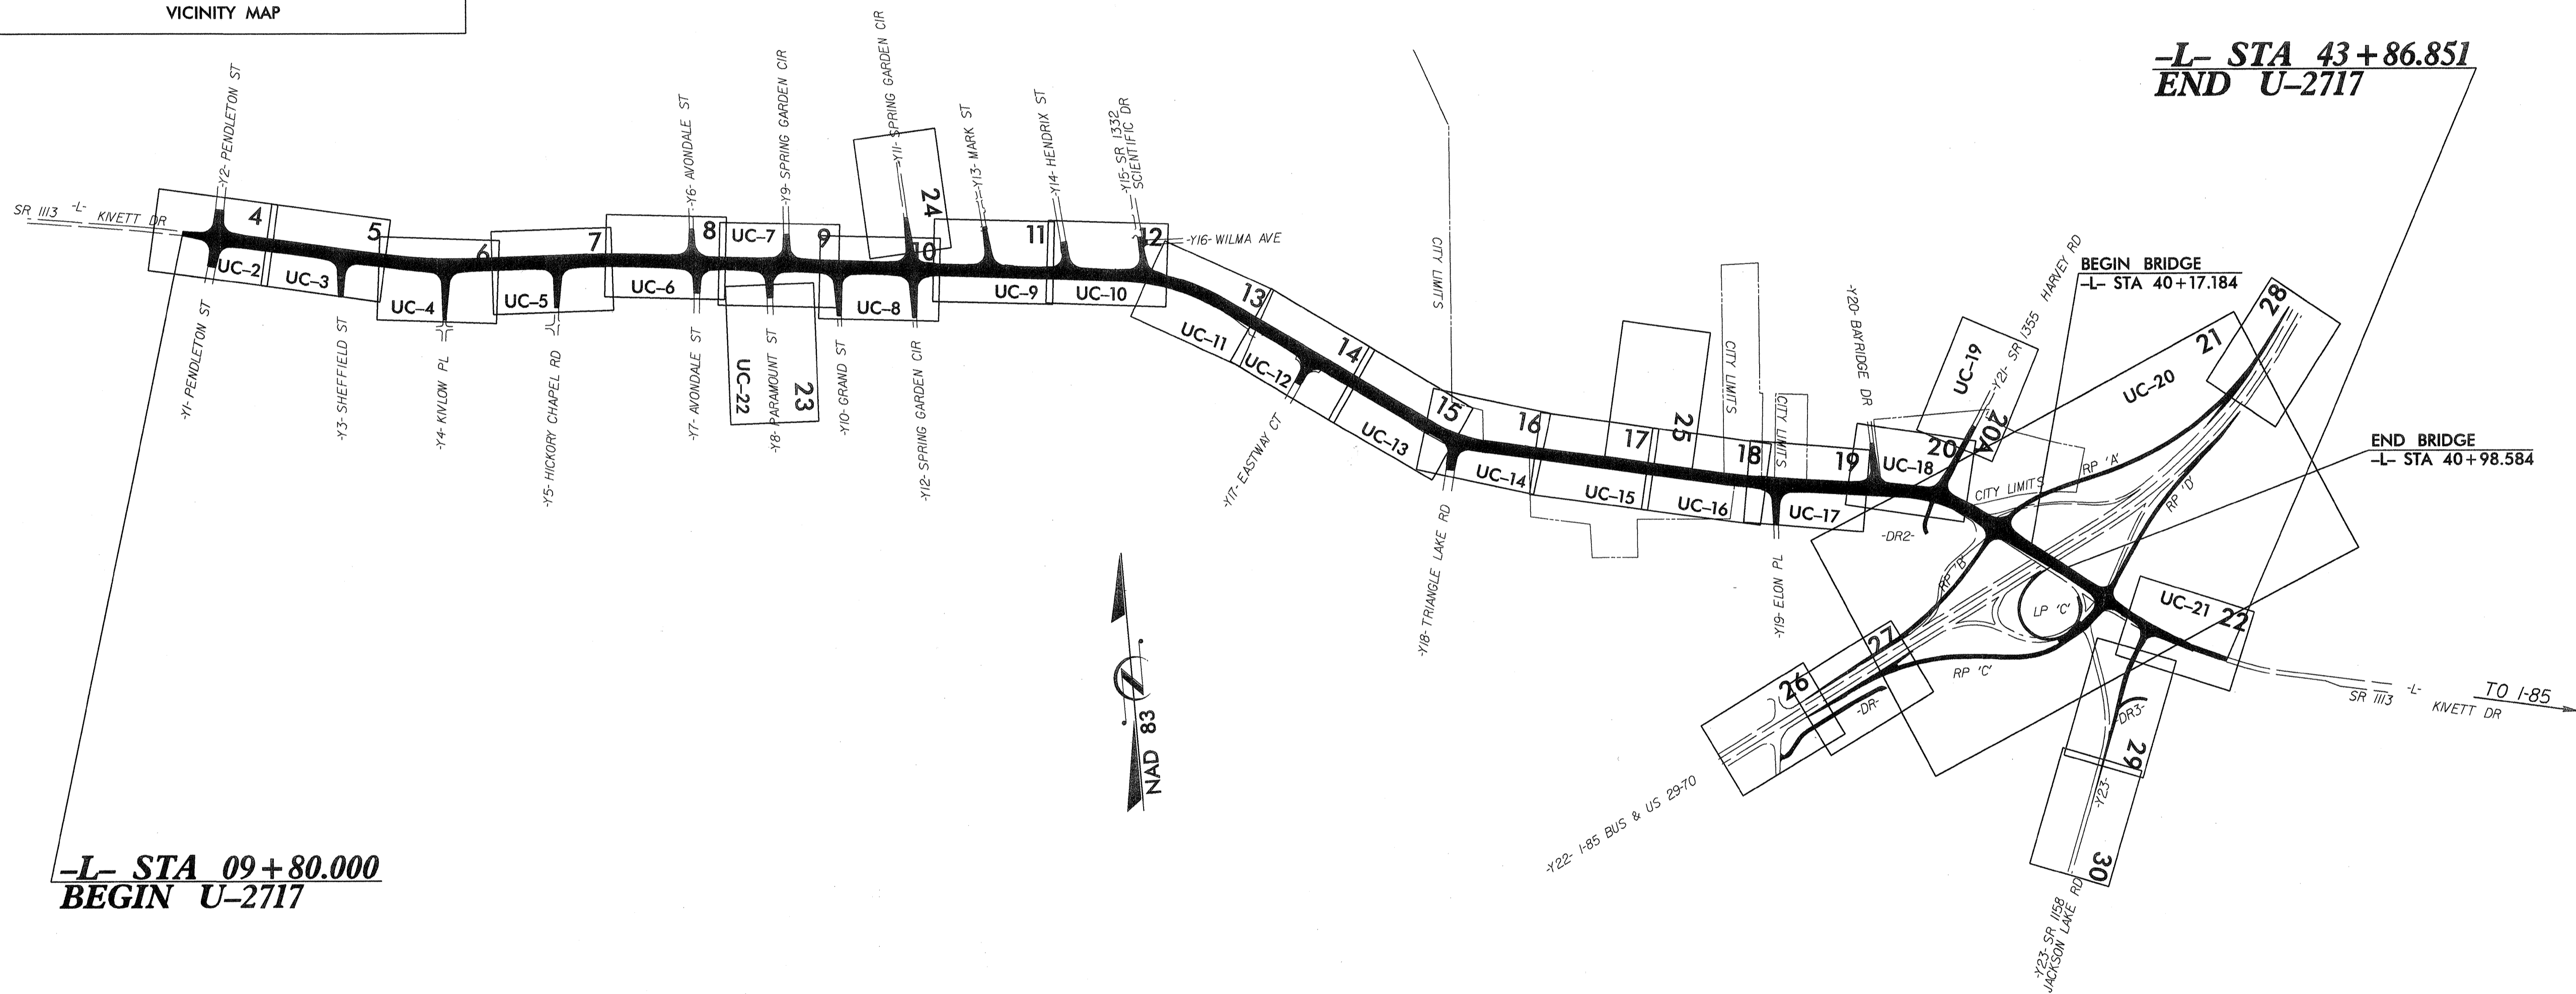 VICINITY MAP
-L- STA 43+86.851
END U-2717
SR 1113 -L- KIVETT DR
-Y2- PENDLETON ST
-Y6- AVONDALE ST
-Y9- SPRING GARDEN CIR
-Y11- SPRING GARDEN CIR
-Y13- MARK ST
-Y14- HENDRIX ST
-Y15- SR 1332
SCIENTIFIC DR
-Y16- WILMA AVE
4
5
6
7
8
9
10
11
12
13
14
15
16
17
18
19
20
20A
21
22
23
24
25
26
27
28
29
30
UC-2
UC-3
UC-4
UC-5
UC-6
UC-7
UC-8
UC-9
UC-10
UC-11
UC-12
UC-13
UC-14
UC-15
UC-16
UC-17
UC-18
UC-19
UC-20
UC-21
UC-22
-Y1- PENDLETON ST
-Y3- SHEFFIELD ST
-Y4- KIVLOW PL
-Y5- HICKORY CHAPEL RD
-Y7- AVONDALE ST
-Y8- PARAMOUNT ST
-Y10- GRAND ST
-Y12- SPRING GARDEN CIR
-Y17- EASTWAY CT
-Y18- TRIANGLE LAKE RD
-Y19- ELON PL
-Y20- BAYRIDGE DR
-Y21- SR 1355 HARVEY RD
CITY LIMITS
CITY LIMITS
CITY LIMITS
CITY LIMITS
BEGIN BRIDGE
-L- STA 40+17.184
END BRIDGE
-L- STA 40+98.584
RP 'A'
RP 'B'
RP 'C'
RP 'D'
LP 'C'
-DR-
-DR2-
-DR3-
-Y23-
-Y22- I-85 BUS & US 29-70
-Y23- SR 1158
JACKSON LAKE RD
SR 1113 -L- KIVETT DR
TO I-85
NAD 83
-L- STA 09+80.000
BEGIN U-2717